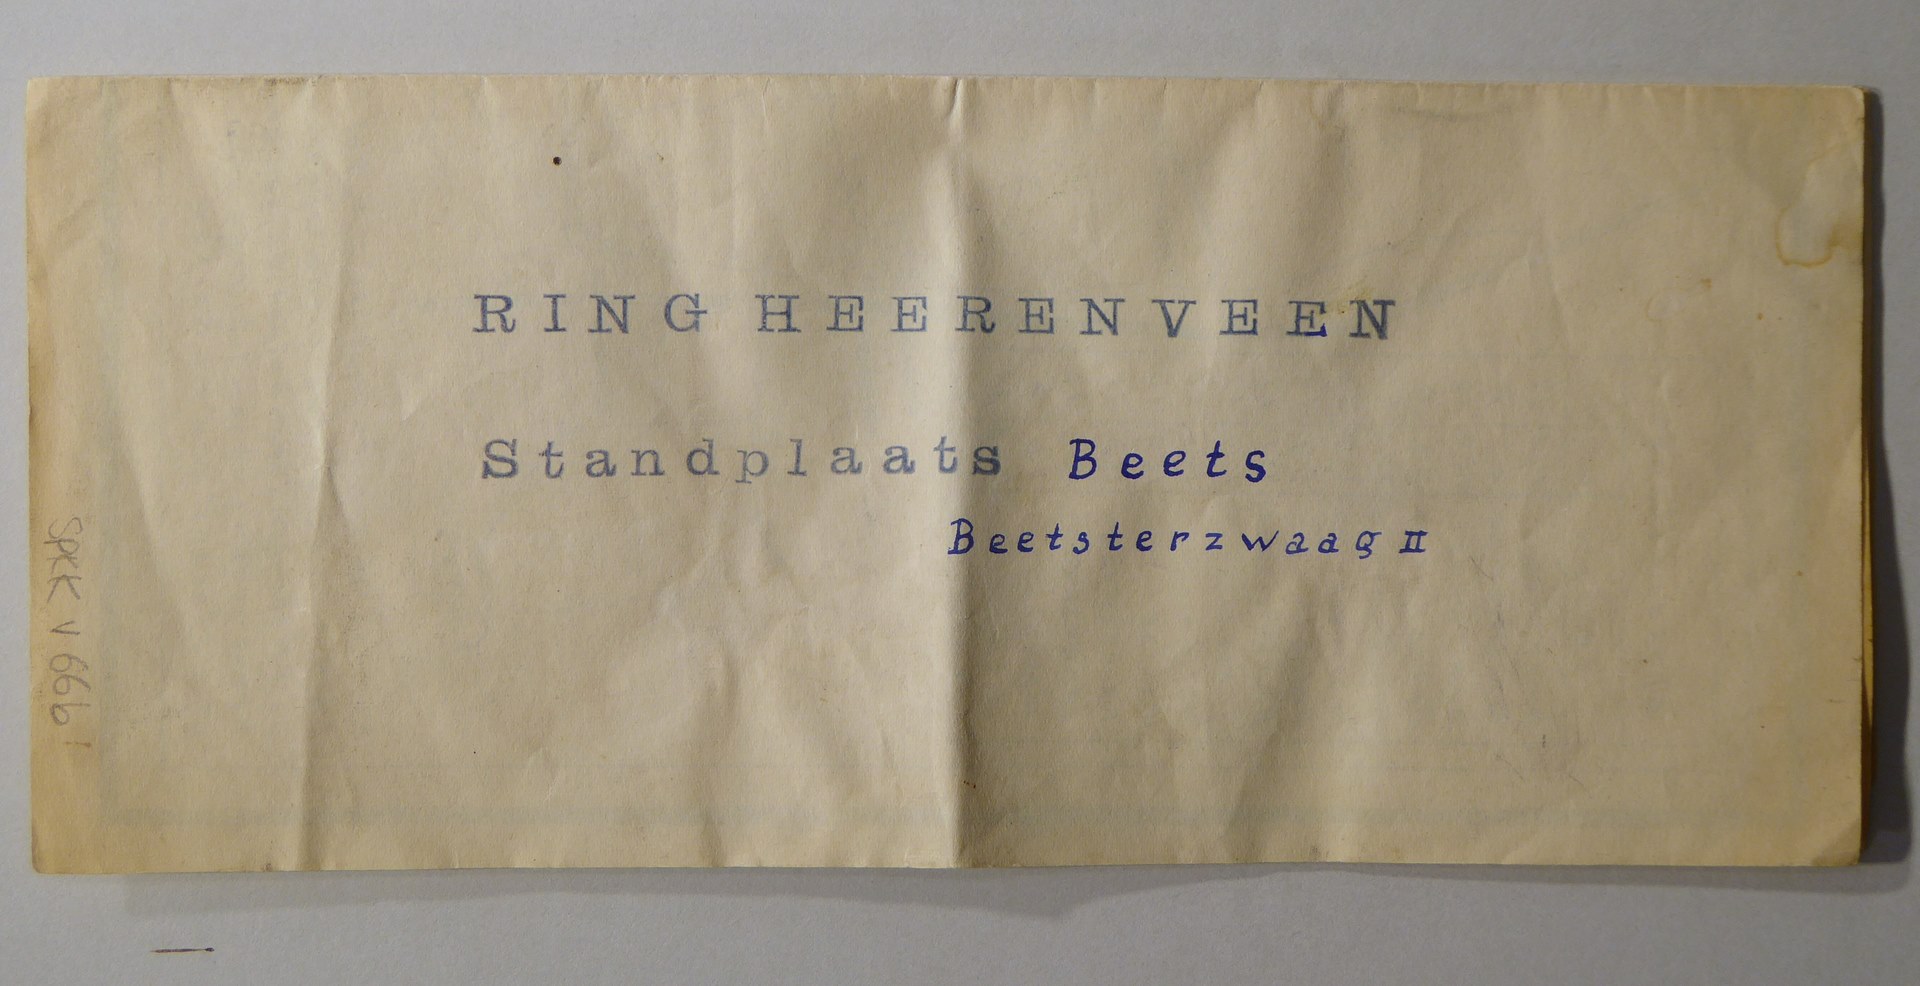 RING HEERENVEEN
Standplaats Beets
Beetsterzwaag II
SPKK V 66b